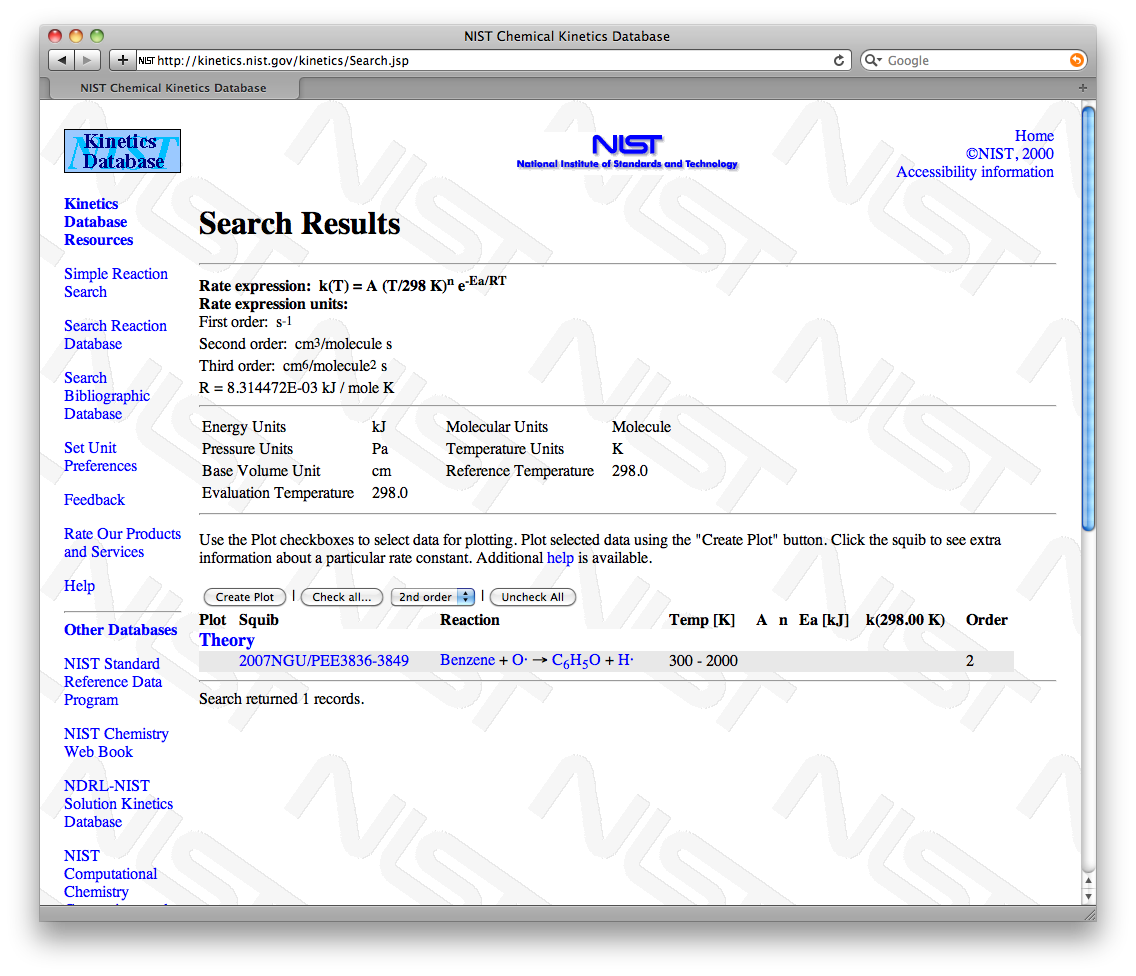 NIST Chemical Kinetics Database
NIST http://kinetics.nist.gov/kinetics/Search.jsp
Google
NIST Chemical Kinetics Database
NIST
Kinetics
Database
NIST
National Institute of Standards and Technology
Home
©NIST, 2000
Accessibility information
Kinetics
Database
Resources
Simple Reaction
Search
Search Reaction
Database
Search
Bibliographic
Database
Set Unit
Preferences
Feedback
Rate Our Products
and Services
Help
Other Databases
NIST Standard
Reference Data
Program
NIST Chemistry
Web Book
NDRL-NIST
Solution Kinetics
Database
NIST
Computational
Chemistry
Search Results
Rate expression: k(T) = A (T/298 K)^n e^-Ea/RT
Rate expression units:
First order: s-1
Second order: cm3/molecule s
Third order: cm6/molecule2 s
R = 8.314472E-03 kJ / mole K
Energy Units kJ Molecular Units Molecule
Pressure Units Pa Temperature Units K
Base Volume Unit cm Reference Temperature 298.0
Evaluation Temperature 298.0
Use the Plot checkboxes to select data for plotting. Plot selected data using the "Create Plot" button. Click the squib to see extra
information about a particular rate constant. Additional help is available.
Create Plot | Check all... 2nd order | Uncheck All
Plot Squib Reaction Temp [K] A n Ea [kJ] k(298.00 K) Order
Theory
2007NGU/PEE3836-3849 Benzene + O· → C₆H₅O + H· 300 - 2000 2
Search returned 1 records.